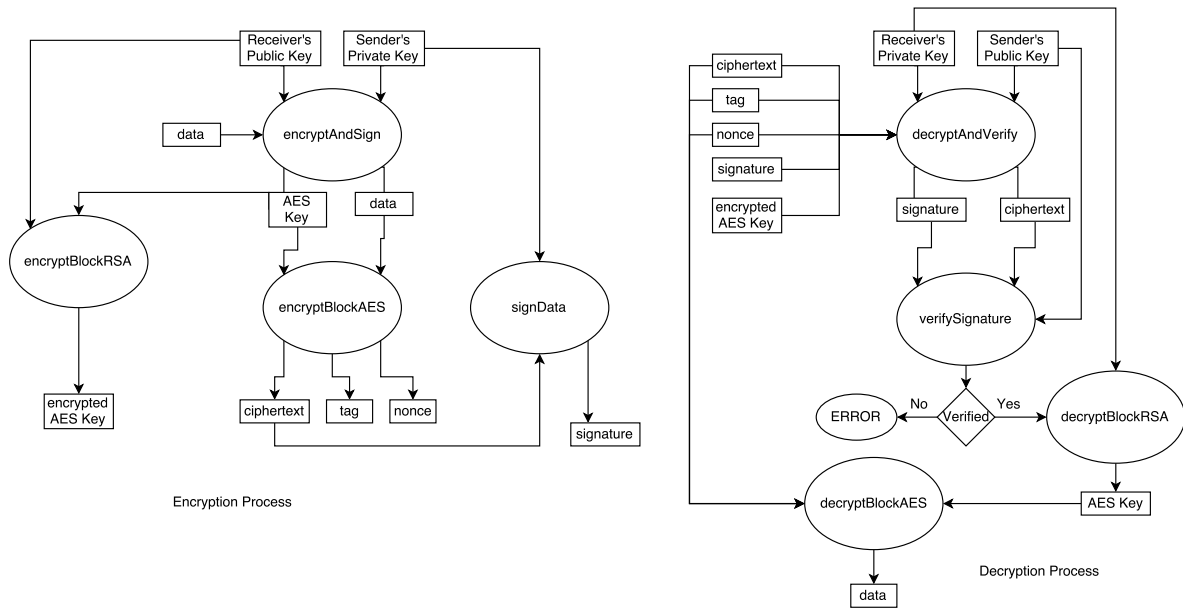 Receiver's
Public Key
Sender's
Private Key
data
encryptAndSign
AES
Key
data
encryptBlockRSA
encryptBlockAES
signData
encrypted
AES Key
ciphertext
tag
nonce
signature
Encryption Process
Receiver's
Private Key
Sender's
Public Key
ciphertext
tag
nonce
signature
encrypted
AES Key
decryptAndVerify
signature
ciphertext
verifySignature
ERROR
No
Verified
Yes
decryptBlockRSA
decryptBlockAES
AES Key
data
Decryption Process